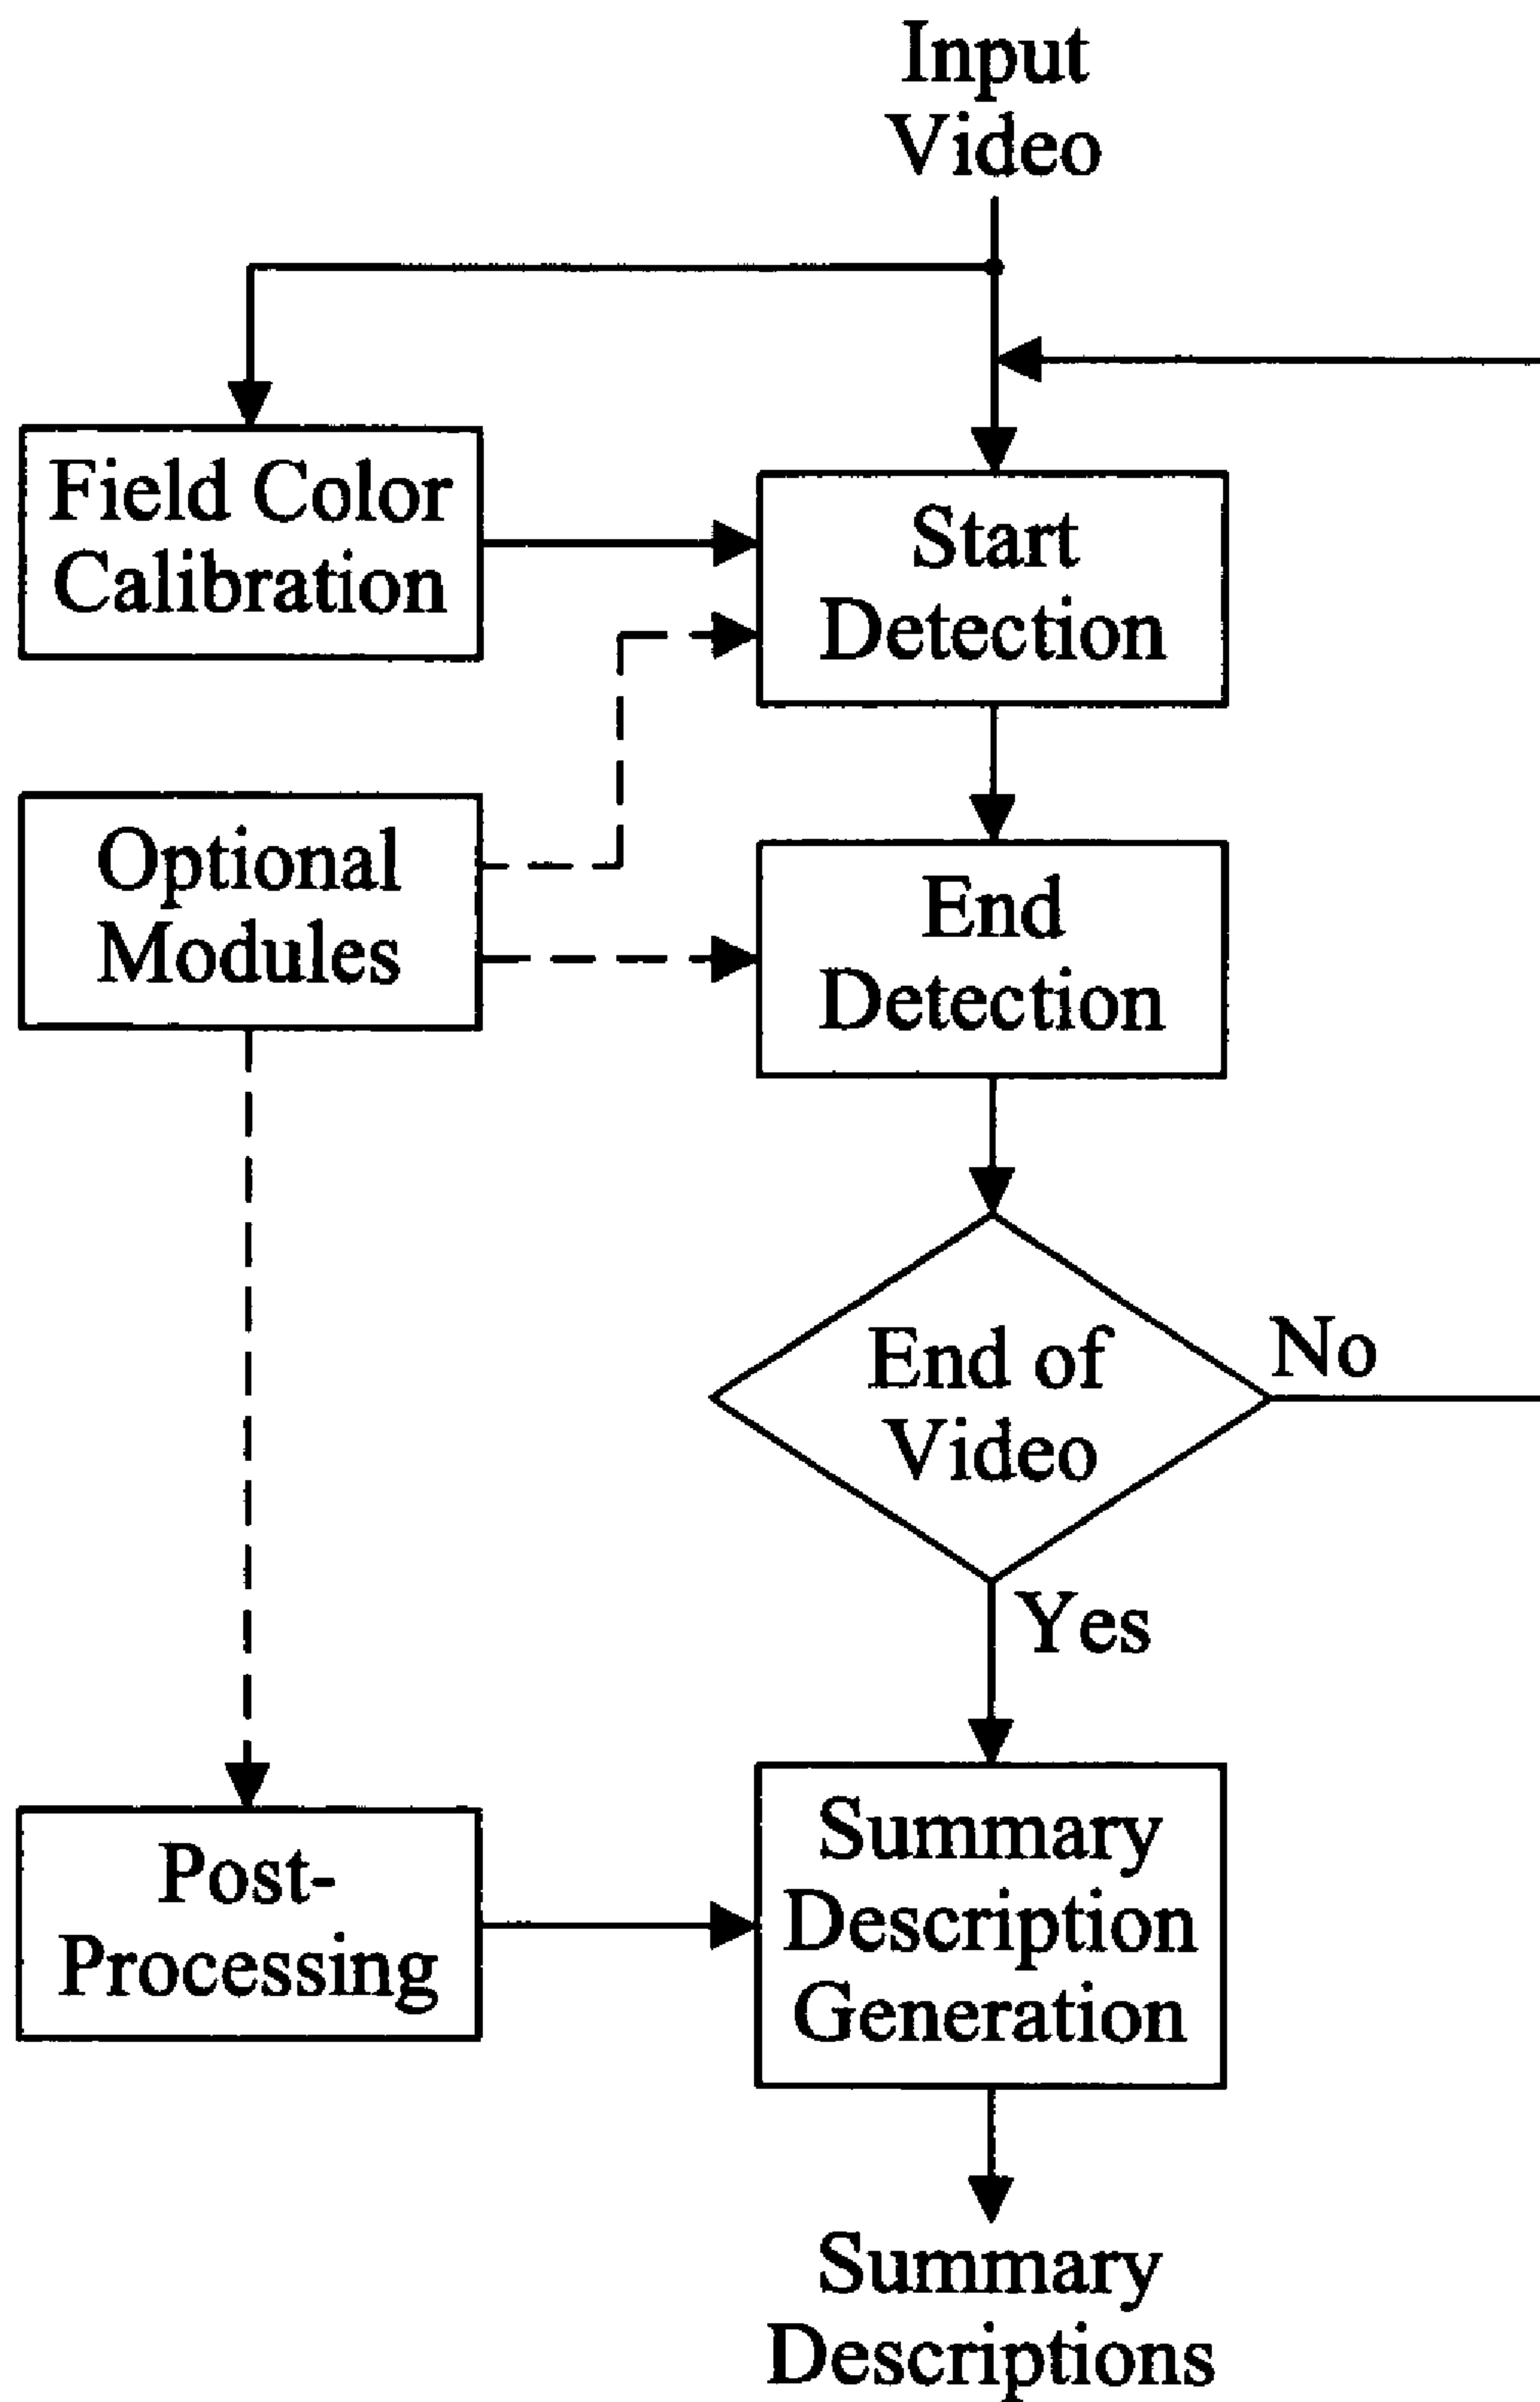 Input
Video
Field Color
Calibration
Start
Detection
Optional
Modules
End
Detection
End of
Video
No
Yes
Post-
Processing
Summary
Description
Generation
Summary
Descriptions